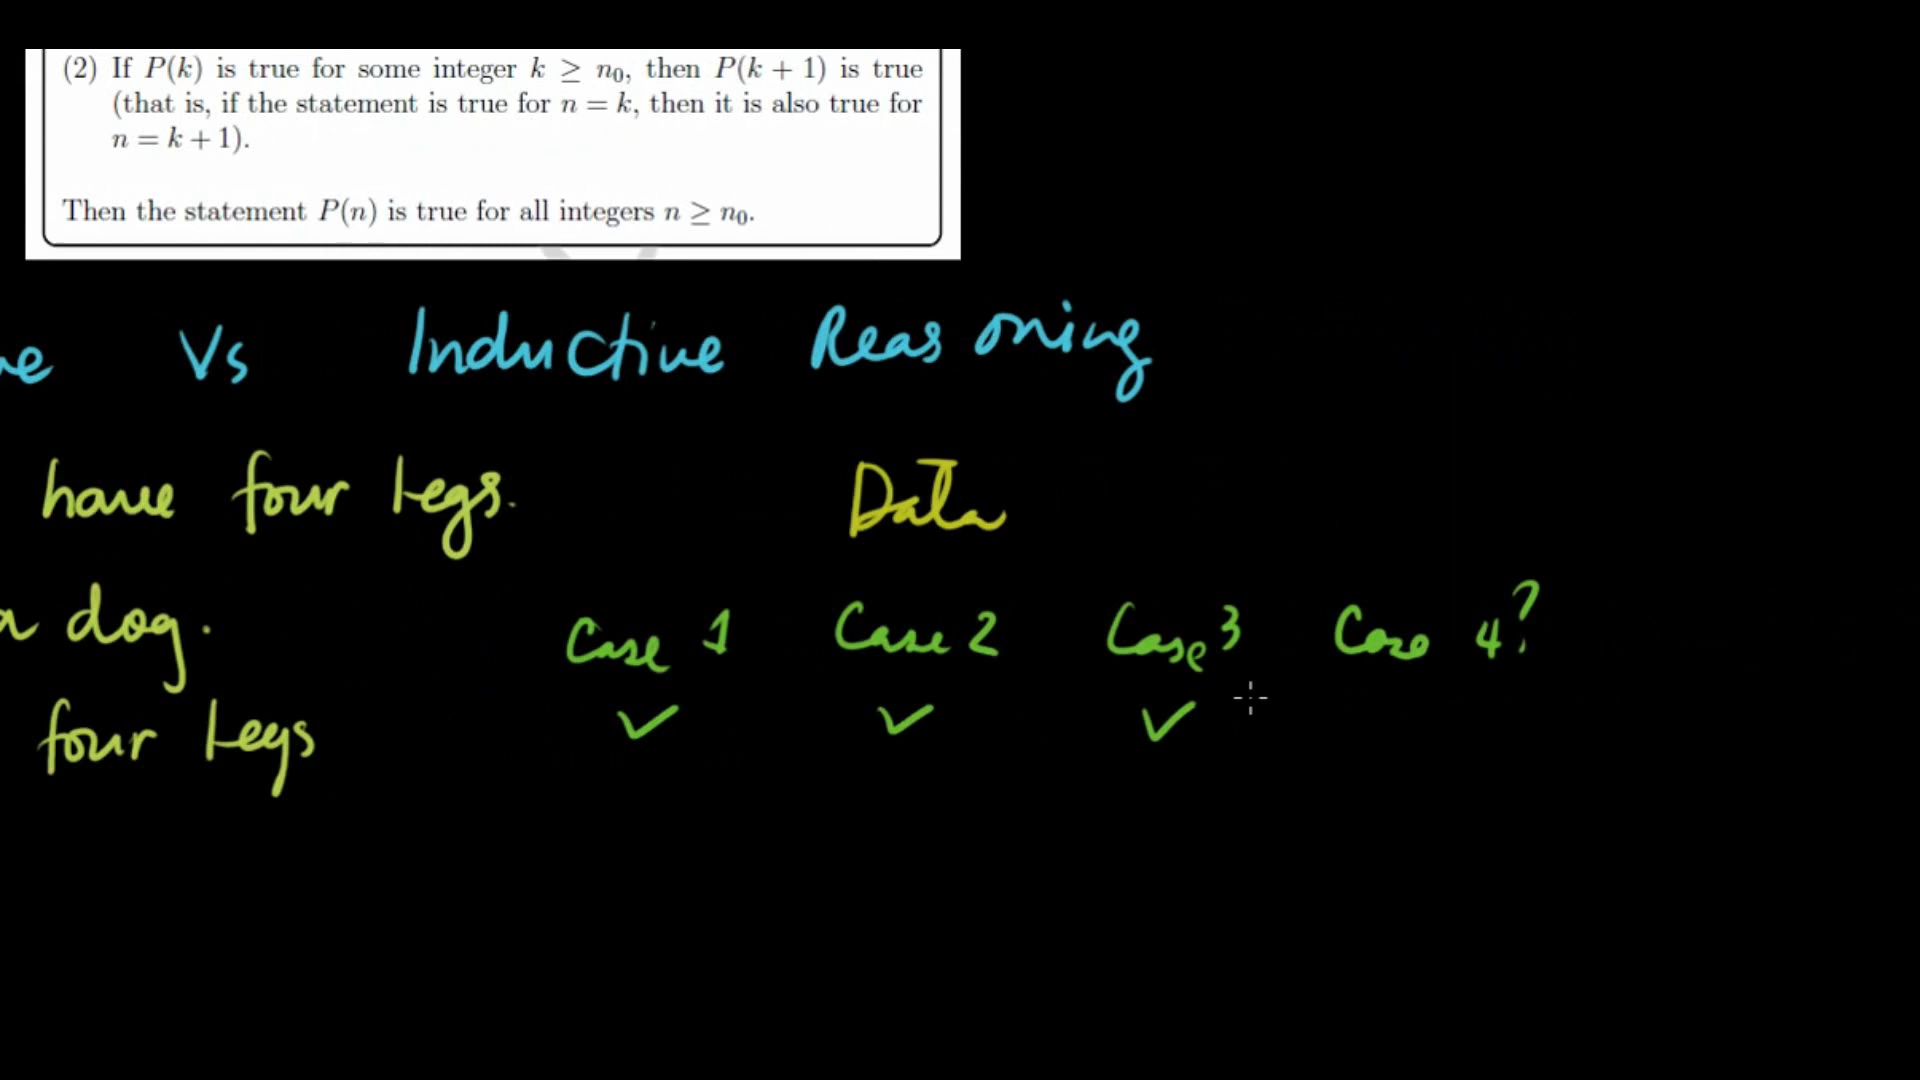 (2) If P(k) is true for some integer k ≥ n₀, then P(k + 1) is true
(that is, if the statement is true for n = k, then it is also true for
n = k + 1).
Then the statement P(n) is true for all integers n ≥ n₀.
ve Vs Inductive Reasoning
have four legs.
Data
a dog.
Case 1 Case 2 Case 3 Case 4?
✓ ✓ ✓
four legs